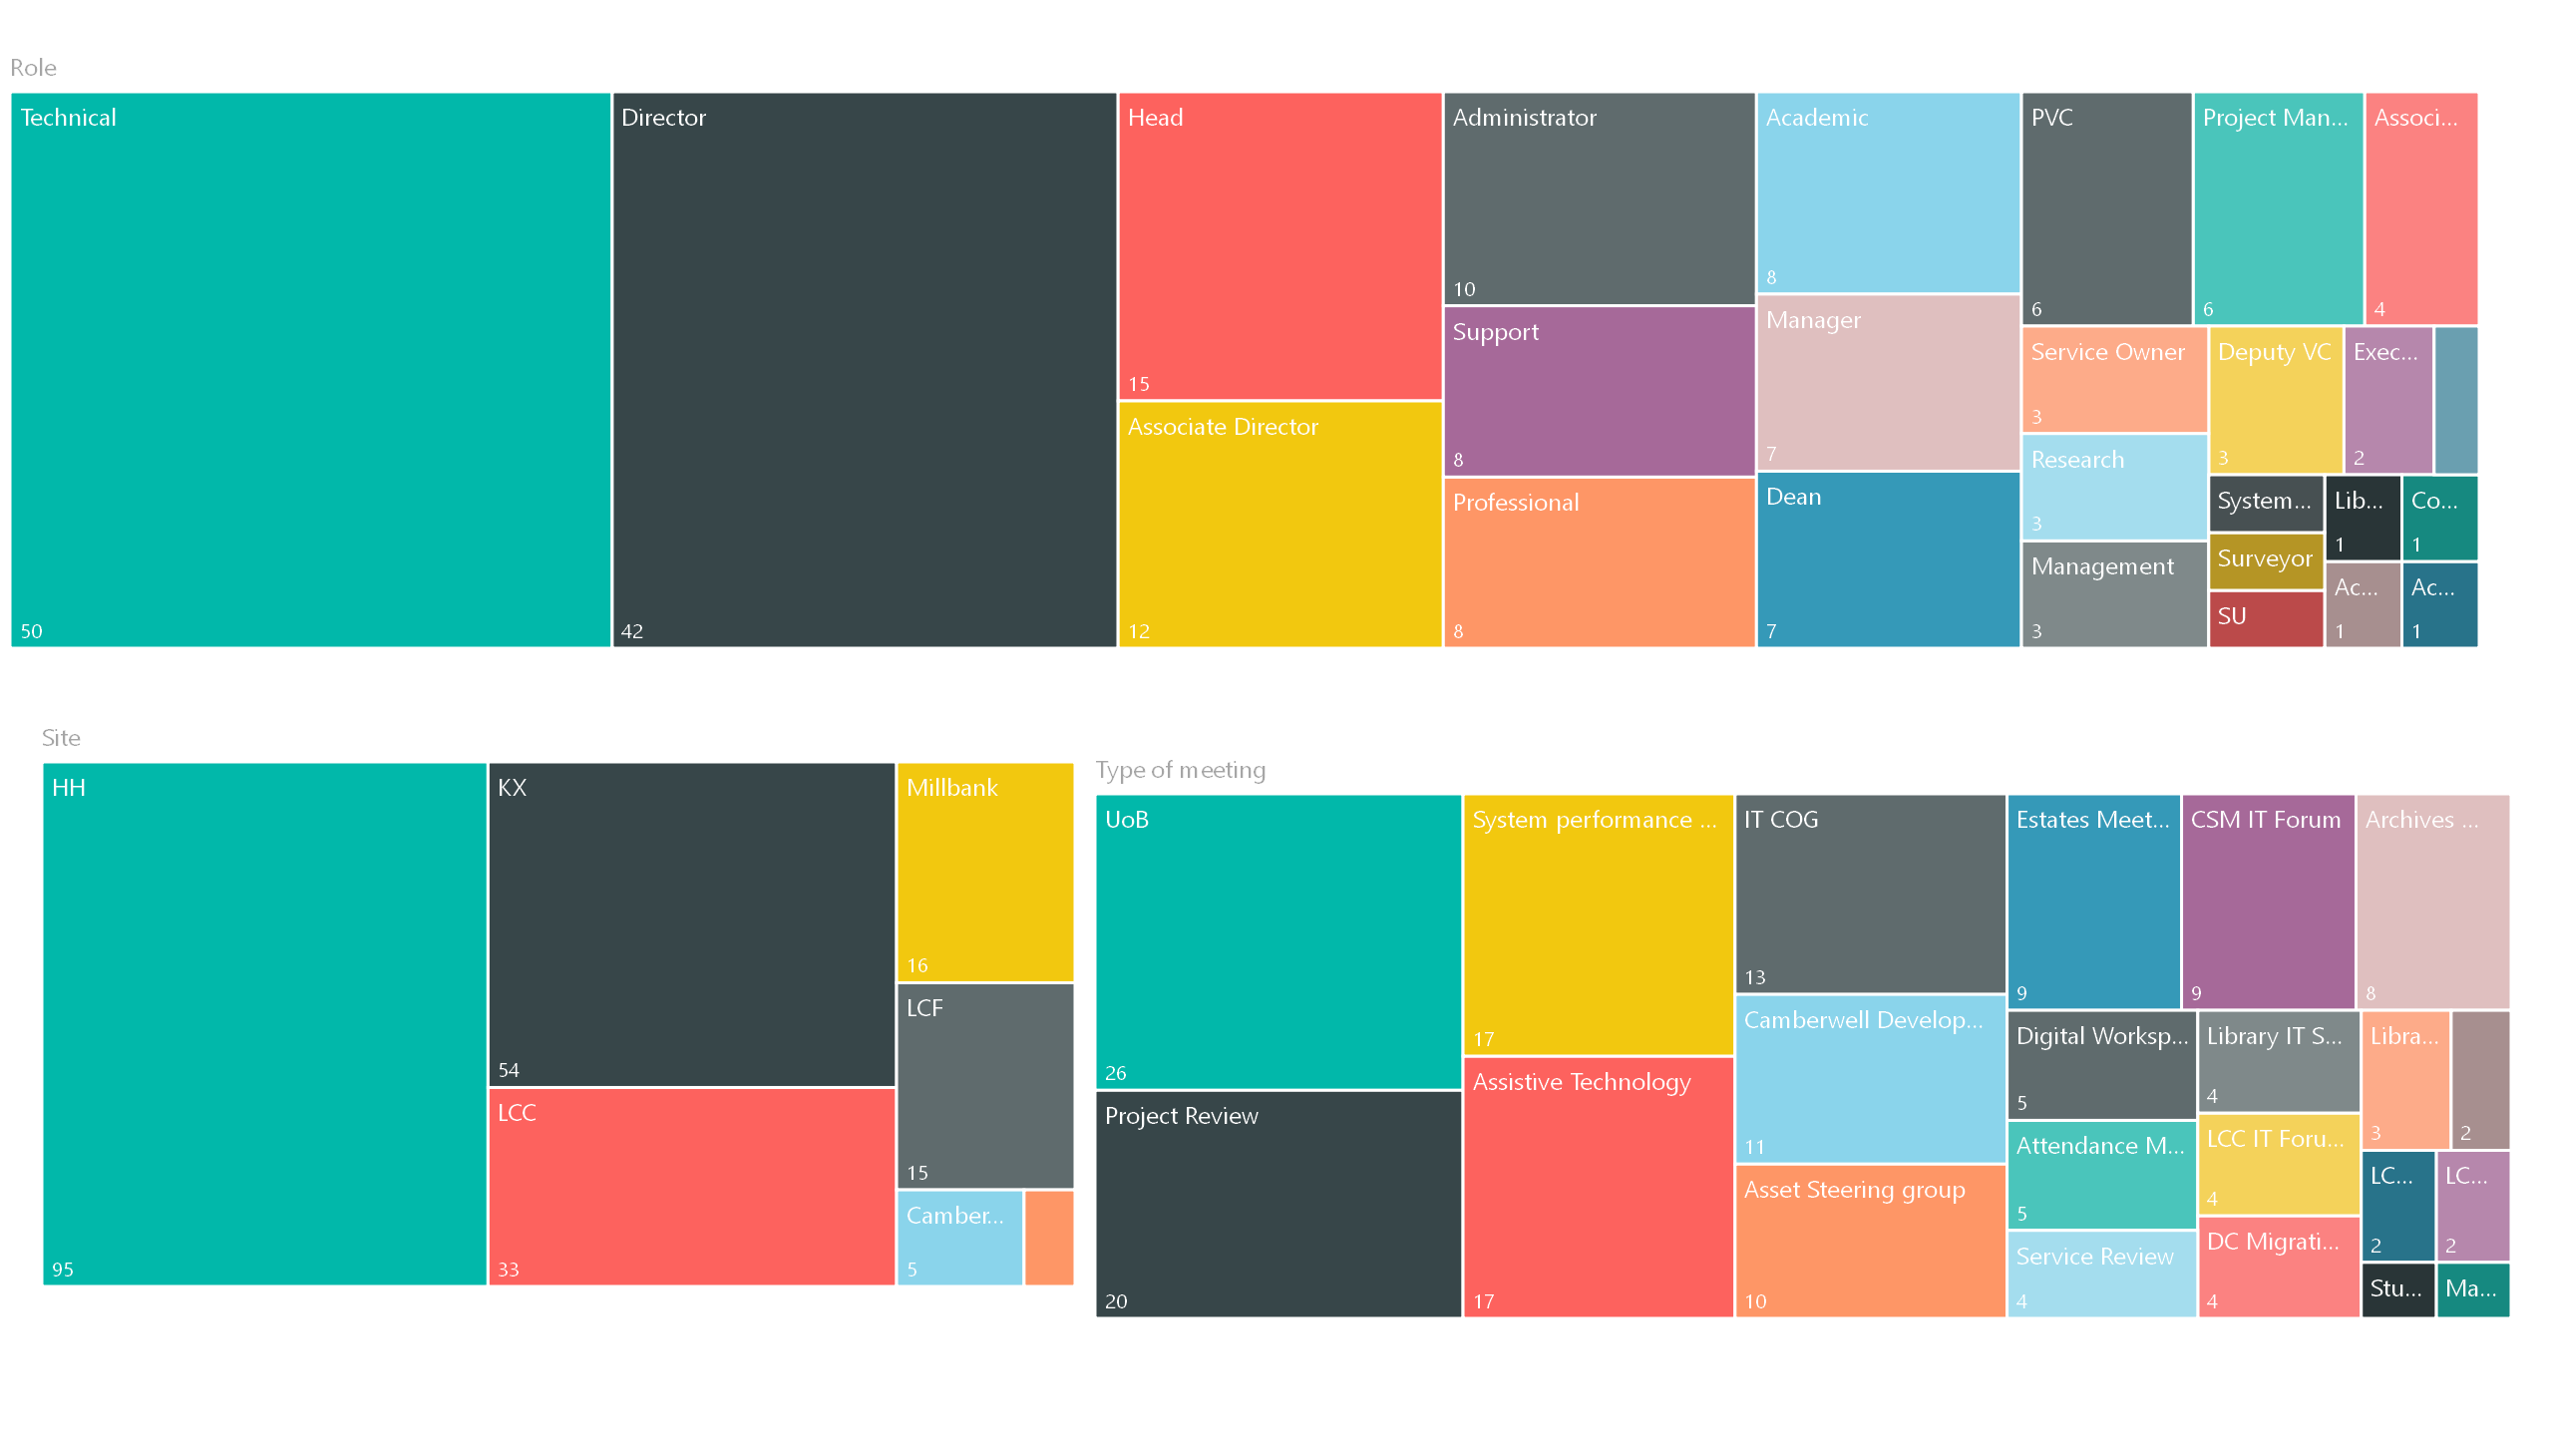 Role
Technical
50
Director
42
Head
15
Associate Director
12
Administrator
10
Support
8
Professional
8
Academic
8
Manager
7
Dean
7
PVC
6
Project Man...
6
Associ...
4
Service Owner
3
Research
3
Management
3
Deputy VC
3
Exec...
2
System...
Surveyor
SU
Lib...
1
Co...
1
Ac...
1
Ac...
1
Site
HH
95
KX
54
LCC
33
Millbank
16
LCF
15
Camber...
5
Type of meeting
UoB
26
Project Review
20
System performance ...
17
Assistive Technology
17
IT COG
13
Camberwell Develop...
11
Asset Steering group
10
Estates Meet...
9
CSM IT Forum
9
Archives ...
8
Digital Worksp...
5
Attendance M...
5
Service Review
4
Library IT S...
4
LCC IT Foru...
4
DC Migrati...
4
Libra...
3
2
LC...
2
LC...
2
Stu...
Ma...